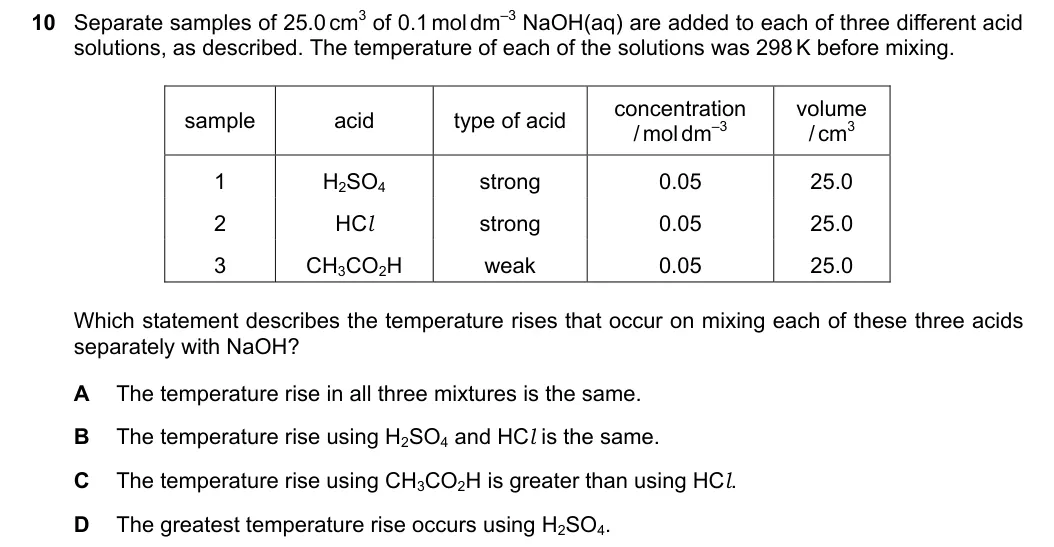 10 Separate samples of 25.0 cm³ of 0.1 mol dm⁻³ NaOH(aq) are added to each of three different acid
solutions, as described. The temperature of each of the solutions was 298 K before mixing.
sample acid type of acid concentration / mol dm⁻³ volume / cm³
1 H₂SO₄ strong 0.05 25.0
2 HCl strong 0.05 25.0
3 CH₃CO₂H weak 0.05 25.0
Which statement describes the temperature rises that occur on mixing each of these three acids
separately with NaOH?
A The temperature rise in all three mixtures is the same.
B The temperature rise using H₂SO₄ and HCl is the same.
C The temperature rise using CH₃CO₂H is greater than using HCl.
D The greatest temperature rise occurs using H₂SO₄.